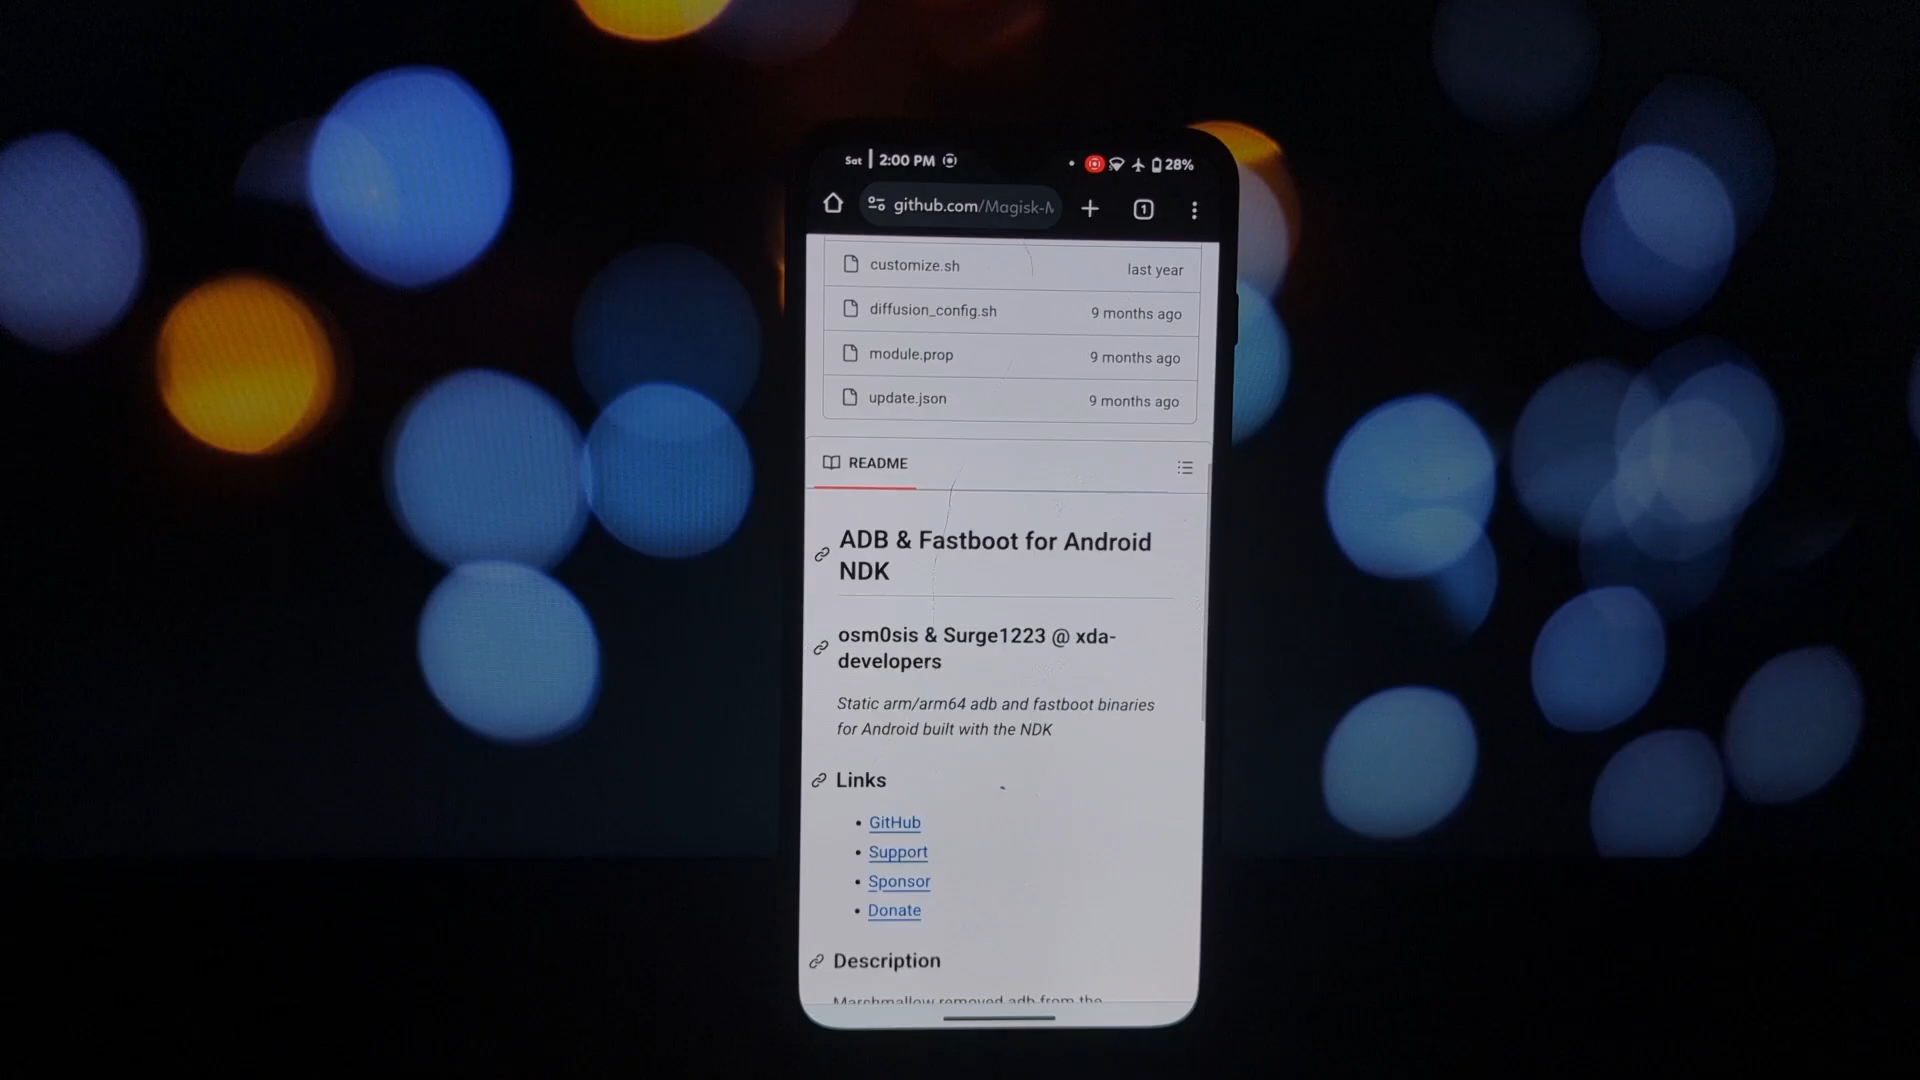 Sat 2:00 PM 28%
github.com/Magisk-M
1
customize.sh last year
diffusion_config.sh 9 months ago
module.prop 9 months ago
update.json 9 months ago
README
ADB & Fastboot for Android
NDK
osm0sis & Surge1223 @ xda-
developers
Static arm/arm64 adb and fastboot binaries
for Android built with the NDK
Links
• GitHub
• Support
• Sponsor
• Donate
Description
Marshmallow removed adb from the